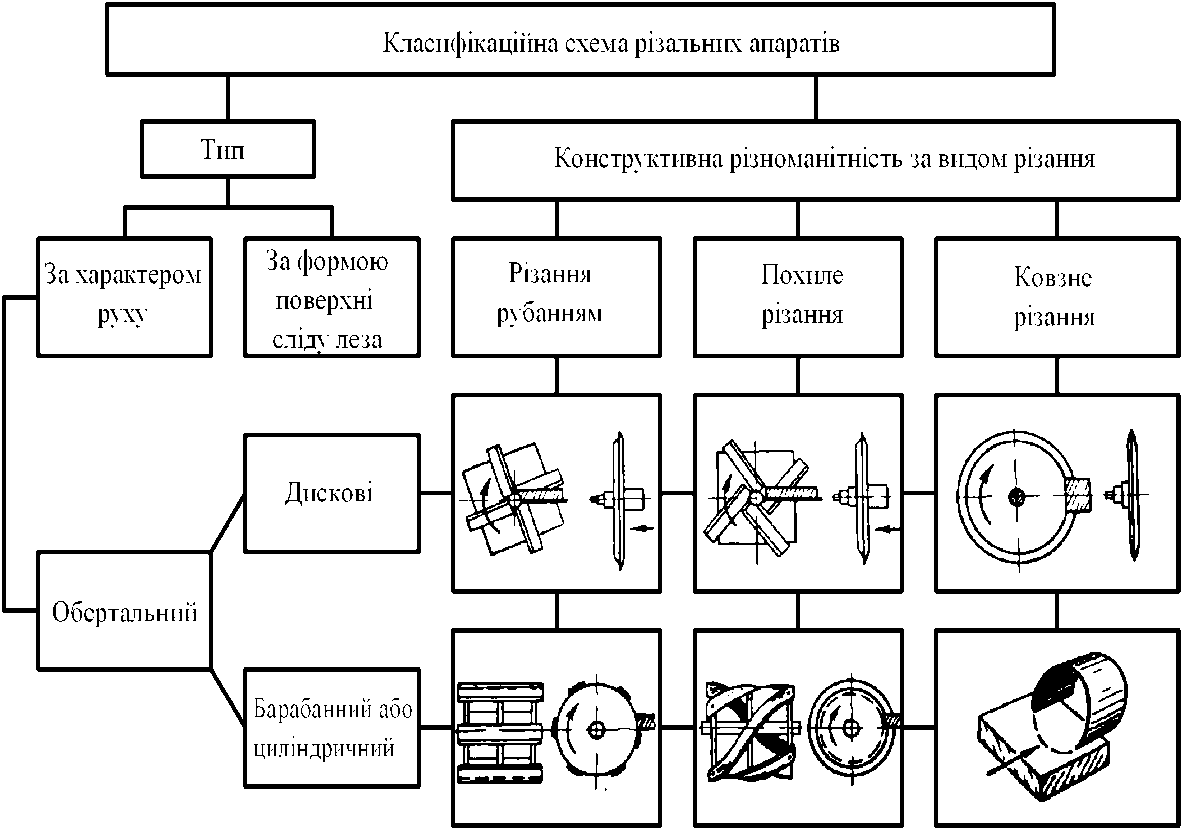 Класифікаційна схема різальних апаратів
Тип
Конструктивна різноманітність за видом різання
За характером
руху
За формою
поверхні
сліду леза
Різання
рубанням
Похиле
різання
Ковзне
різання
Дискові
Обертальний
Барабанний або
циліндричний